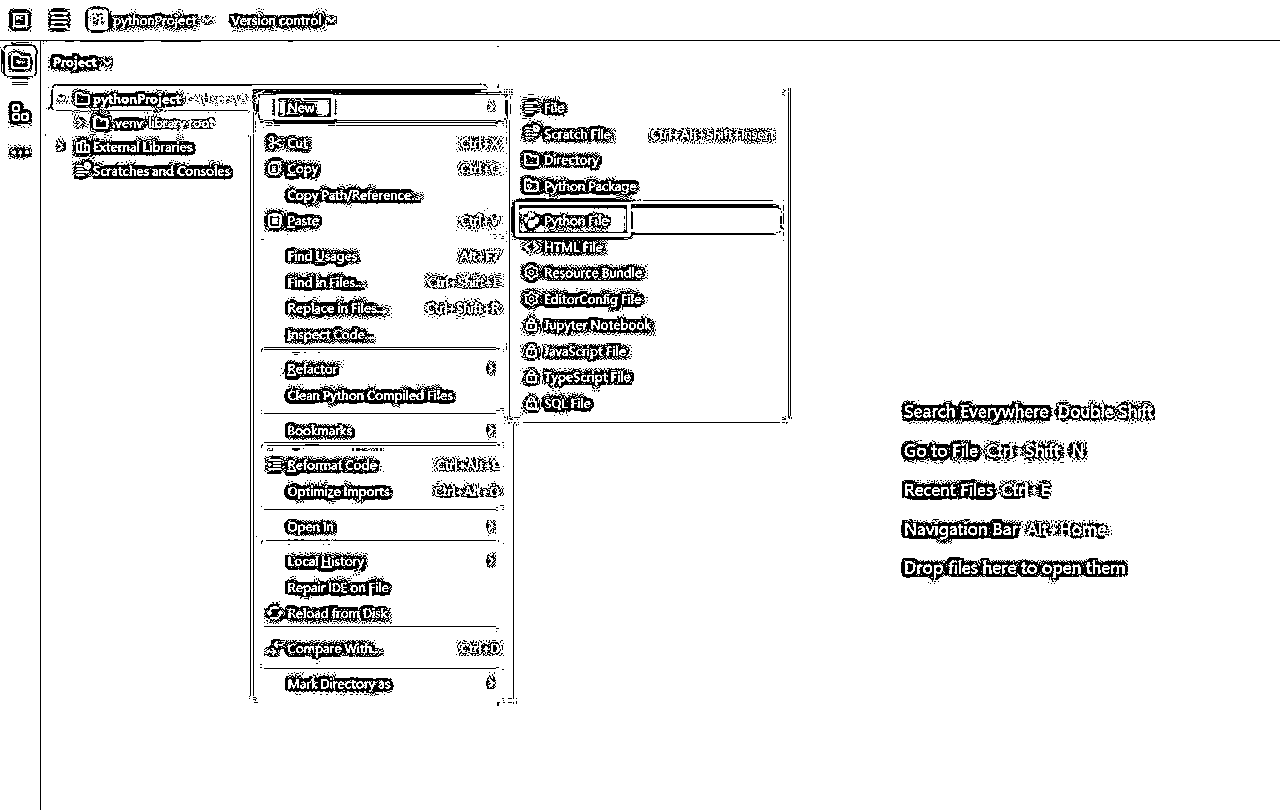 pythonProject Version control
Project
pythonProject
.venv library root
External Libraries
Scratches and Consoles
New
Cut Ctrl+X
Copy Ctrl+C
Copy Path/Reference...
Paste Ctrl+V
Find Usages Alt+F7
Find in Files... Ctrl+Shift+F
Replace in Files... Ctrl+Shift+R
Inspect Code...
Refactor
Clean Python Compiled Files
Bookmarks
Reformat Code Ctrl+Alt+L
Optimize Imports Ctrl+Alt+O
Open In
Local History
Repair IDE on File
Reload from Disk
Compare With... Ctrl+D
Mark Directory as
File
Scratch File Ctrl+Alt+Shift+Insert
Directory
Python Package
Python File
HTML File
Resource Bundle
EditorConfig File
Jupyter Notebook
JavaScript File
TypeScript File
SQL File
Search Everywhere Double Shift
Go to File Ctrl+Shift+N
Recent Files Ctrl+E
Navigation Bar Alt+Home
Drop files here to open them